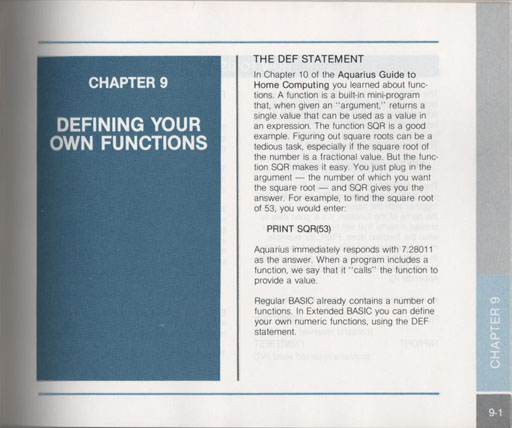 CHAPTER 9
DEFINING YOUR
OWN FUNCTIONS
THE DEF STATEMENT
In Chapter 10 of the Aquarius Guide to
Home Computing you learned about func-
tions. A function is a built-in mini-program
that, when given an "argument," returns a
single value that can be used as a value in
an expression. The function SQR is a good
example. Figuring out square roots can be a
tedious task, especially if the square root of
the number is a fractional value. But the func-
tion SQR makes it easy. You just plug in the
argument — the number of which you want
the square root — and SQR gives you the
answer. For example, to find the square root
of 53, you would enter:
PRINT SQR(53)
Aquarius immediately responds with 7.28011
as the answer. When a program includes a
function, we say that it "calls" the function to
provide a value.
Regular BASIC already contains a number of
functions. In Extended BASIC you can define
your own numeric functions, using the DEF
statement.
CHAPTER 9
9-1